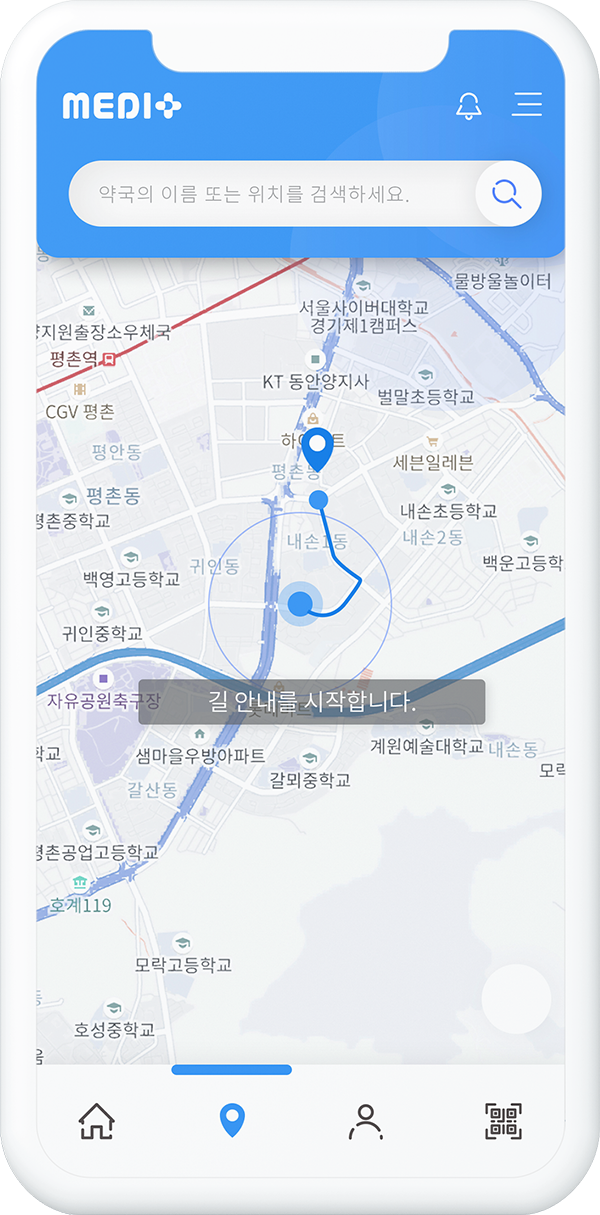 MEDI+
약국의 이름 또는 위치를 검색하세요.
물방울놀이터
서울사이버대학교
경기제1캠퍼스
지원출장소우체국
평촌역
KT 동안양지사
벌말초등학교
CGV 평촌
평안동
세븐일레븐
평촌동
평촌중학교
내손초등학교
내손1동
내손2동
귀인동
백영고등학교
백운고등학
귀인중학교
자유공원축구장
길 안내를 시작합니다.
학교
샘마을우방아파트
계원예술대학교
내손동
갈뫼중학교
모락
갈산동
평촌공업고등학교
호계119
모락고등학교
호성중학교